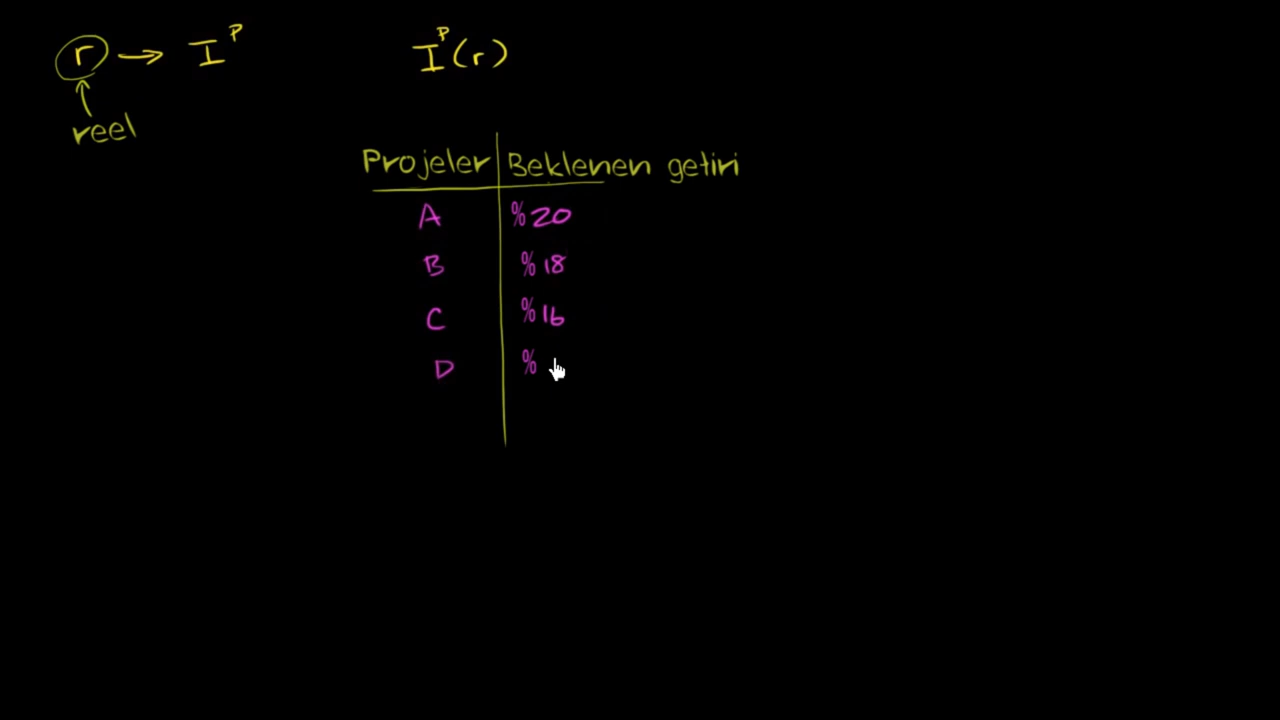 r → I^P I^P(r)
reel
Projeler Beklenen getiri
A %20
B %18
C %16
D %